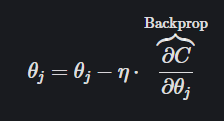 Backprop
θ_j = θ_j − η · ∂C/∂θ_j